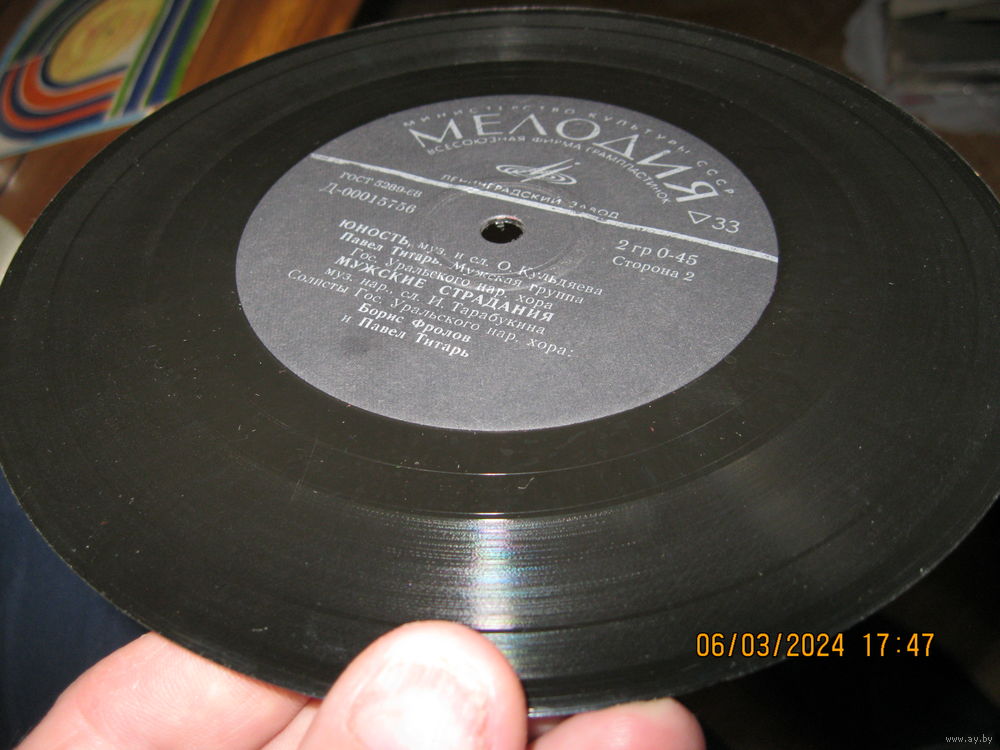 МИНИСТЕРСТВО КУЛЬТУРЫ СССР
МЕЛОДИЯ
ВСЕСОЮЗНАЯ ФИРМА ГРАМПЛАСТИНОК
ЛЕНИНГРАДСКИЙ ЗАВОД
ГОСТ 5289-68
33
Д-00015756
2 гр 0-45
Сторона 2
ЮНОСТЬ, муз. и сл. О. Кульдяева
Павел Титарь. Мужская группа
Гос. Уральского нар. хора
МУЖСКИЕ СТРАДАНИЯ
муз. нар. сл. И. Тарабукина
Солисты Гос. Уральского нар. хора:
Борис Фролов
и Павел Титарь
06/03/2024 17:47
www.ay.by